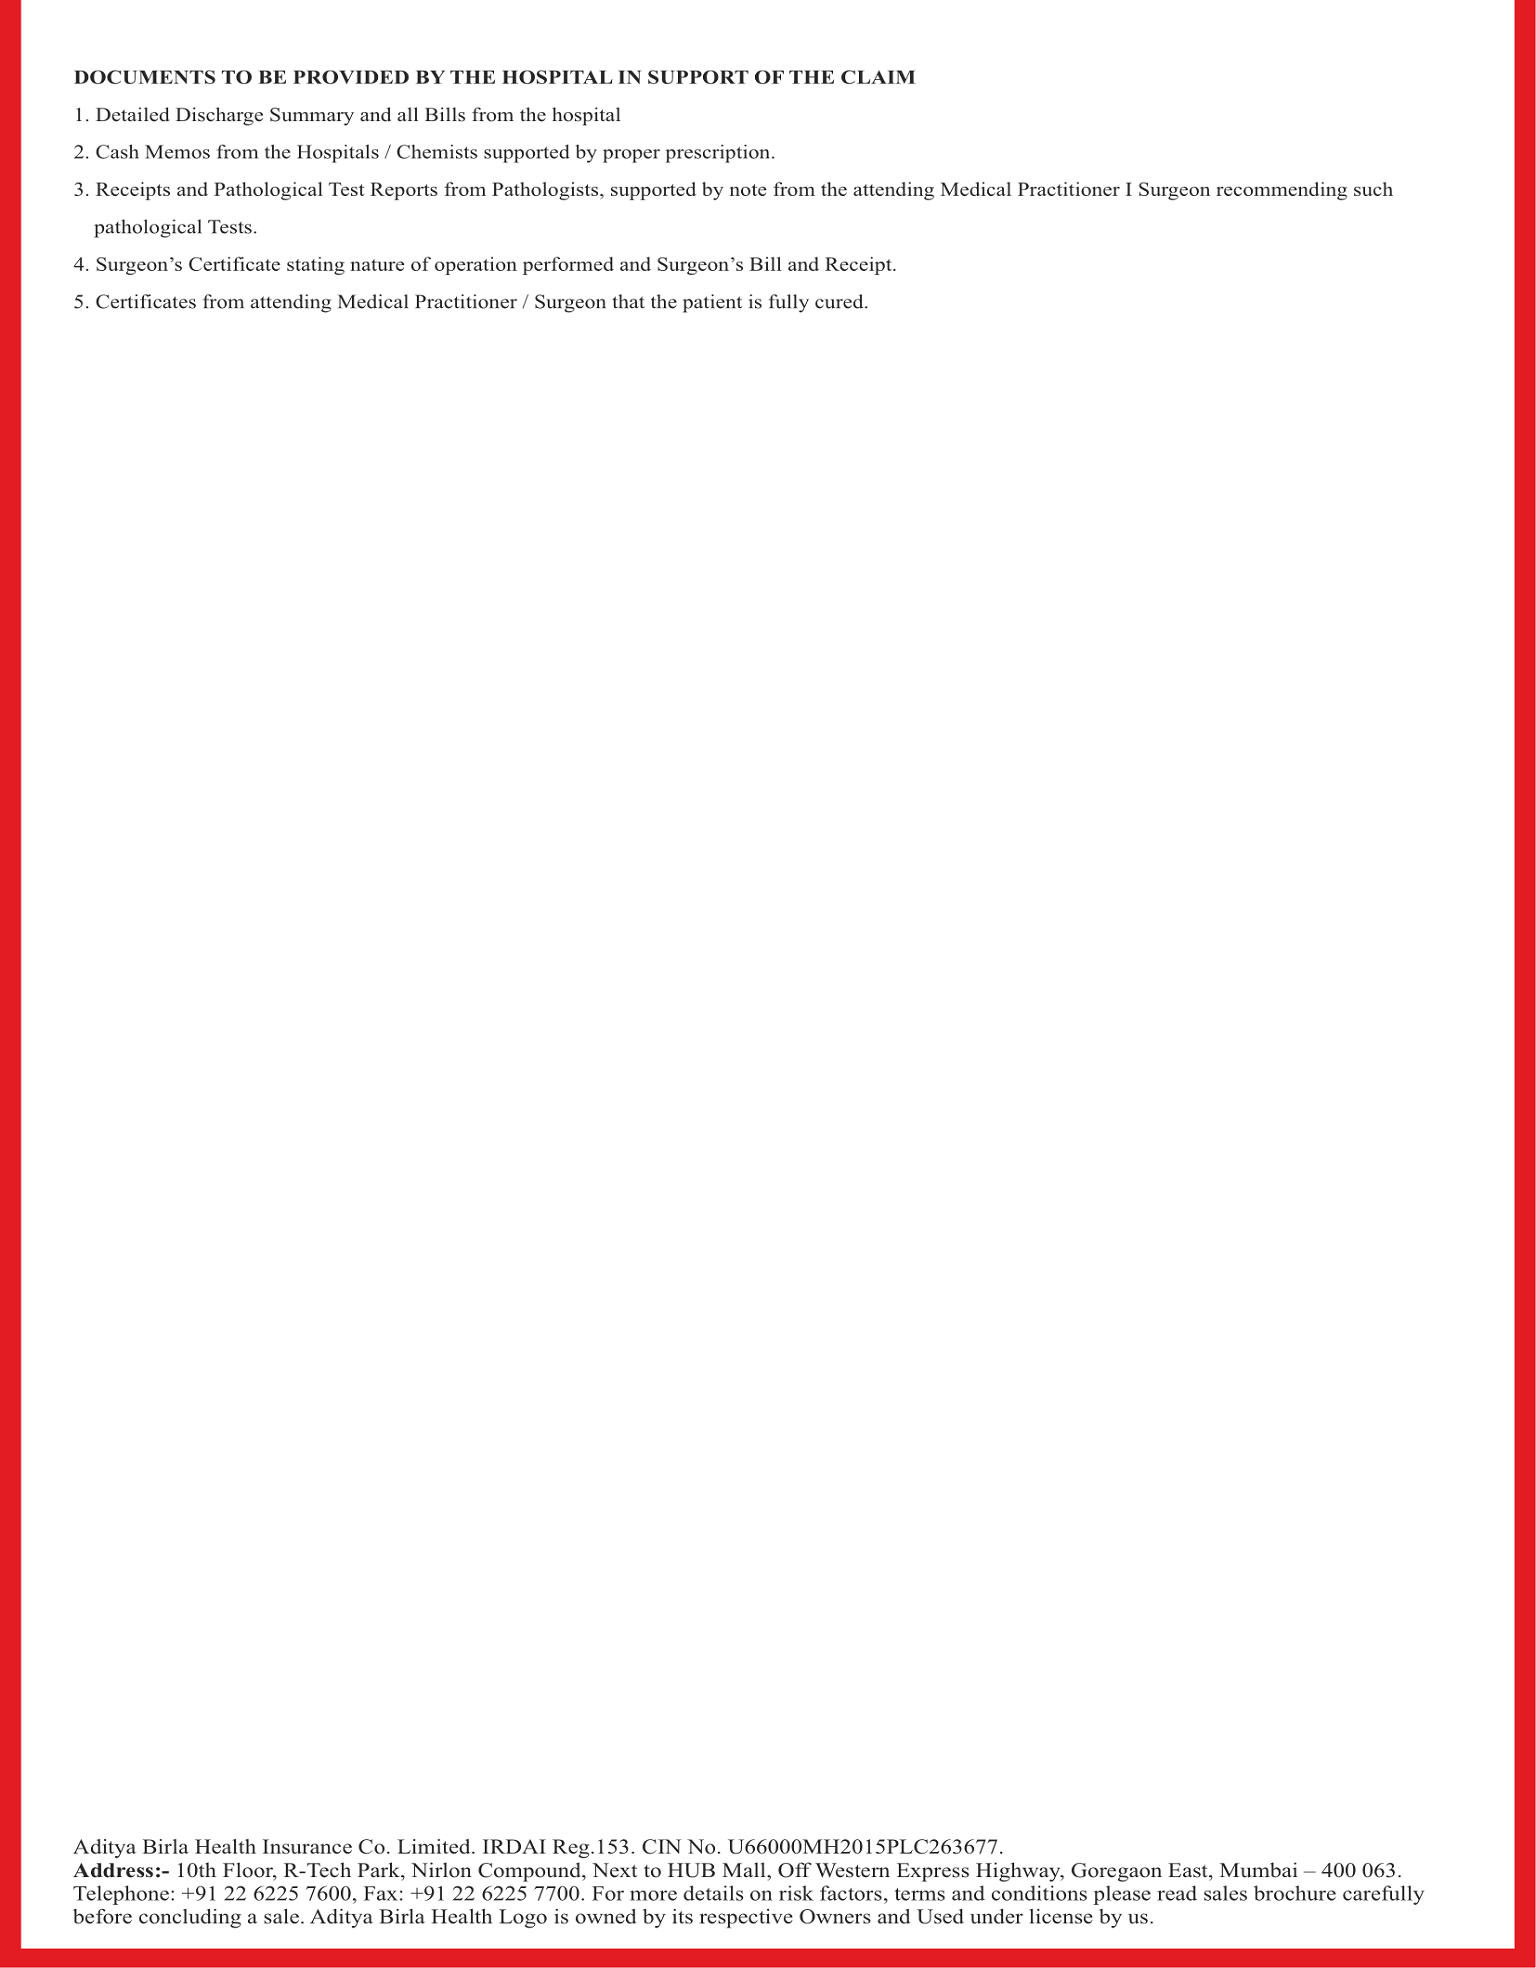 DOCUMENTS TO BE PROVIDED BY THE HOSPITAL IN SUPPORT OF THE CLAIM
1. Detailed Discharge Summary and all Bills from the hospital
2. Cash Memos from the Hospitals / Chemists supported by proper prescription.
3. Receipts and Pathological Test Reports from Pathologists, supported by note from the attending Medical Practitioner I Surgeon recommending such
pathological Tests.
4. Surgeon’s Certificate stating nature of operation performed and Surgeon’s Bill and Receipt.
5. Certificates from attending Medical Practitioner / Surgeon that the patient is fully cured.
Aditya Birla Health Insurance Co. Limited. IRDAI Reg.153. CIN No. U66000MH2015PLC263677.
Address:- 10th Floor, R-Tech Park, Nirlon Compound, Next to HUB Mall, Off Western Express Highway, Goregaon East, Mumbai – 400 063.
Telephone: +91 22 6225 7600, Fax: +91 22 6225 7700. For more details on risk factors, terms and conditions please read sales brochure carefully
before concluding a sale. Aditya Birla Health Logo is owned by its respective Owners and Used under license by us.